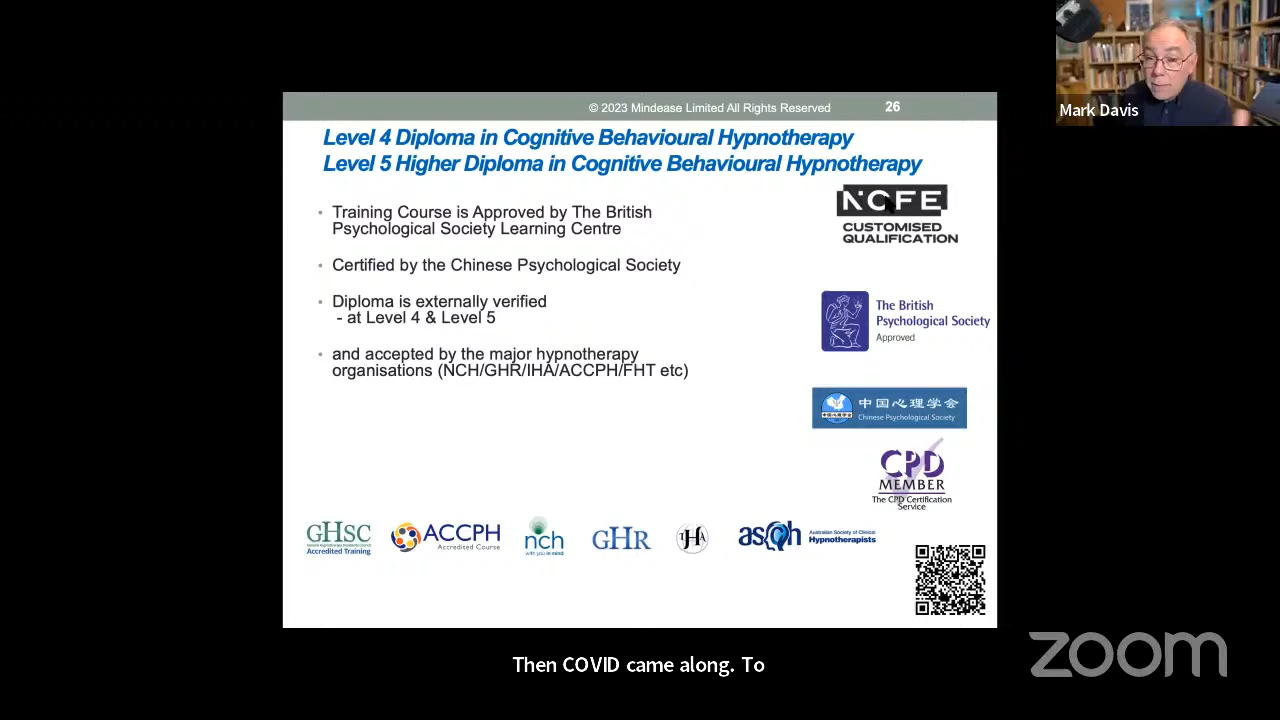 Mark Davis
© 2023 Mindease Limited All Rights Reserved 26
Level 4 Diploma in Cognitive Behavioural Hypnotherapy
Level 5 Higher Diploma in Cognitive Behavioural Hypnotherapy
• Training Course is Approved by The British
Psychological Society Learning Centre
• Certified by the Chinese Psychological Society
• Diploma is externally verified
- at Level 4 & Level 5
• and accepted by the major hypnotherapy
organisations (NCH/GHR/IHA/ACCPH/FHT etc)
NCFE
CUSTOMISED
QUALIFICATION
The British
Psychological Society
Approved
中国心理学会
Chinese Psychological Society
CPD
MEMBER
The CPD Certification
Service
GHSC
Accredited Training
ACCPH
Accredited Course
nch
with you in mind
GHR
THA
asch
Australian Society of Clinical
Hypnotherapists
Then COVID came along. To
zoom